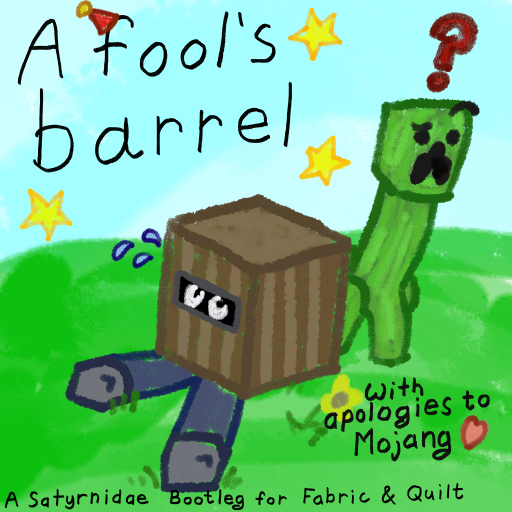 A fool's
barrel
?
With
apologies to
Mojang
A Satyrnidae Bootleg for Fabric & Quilt